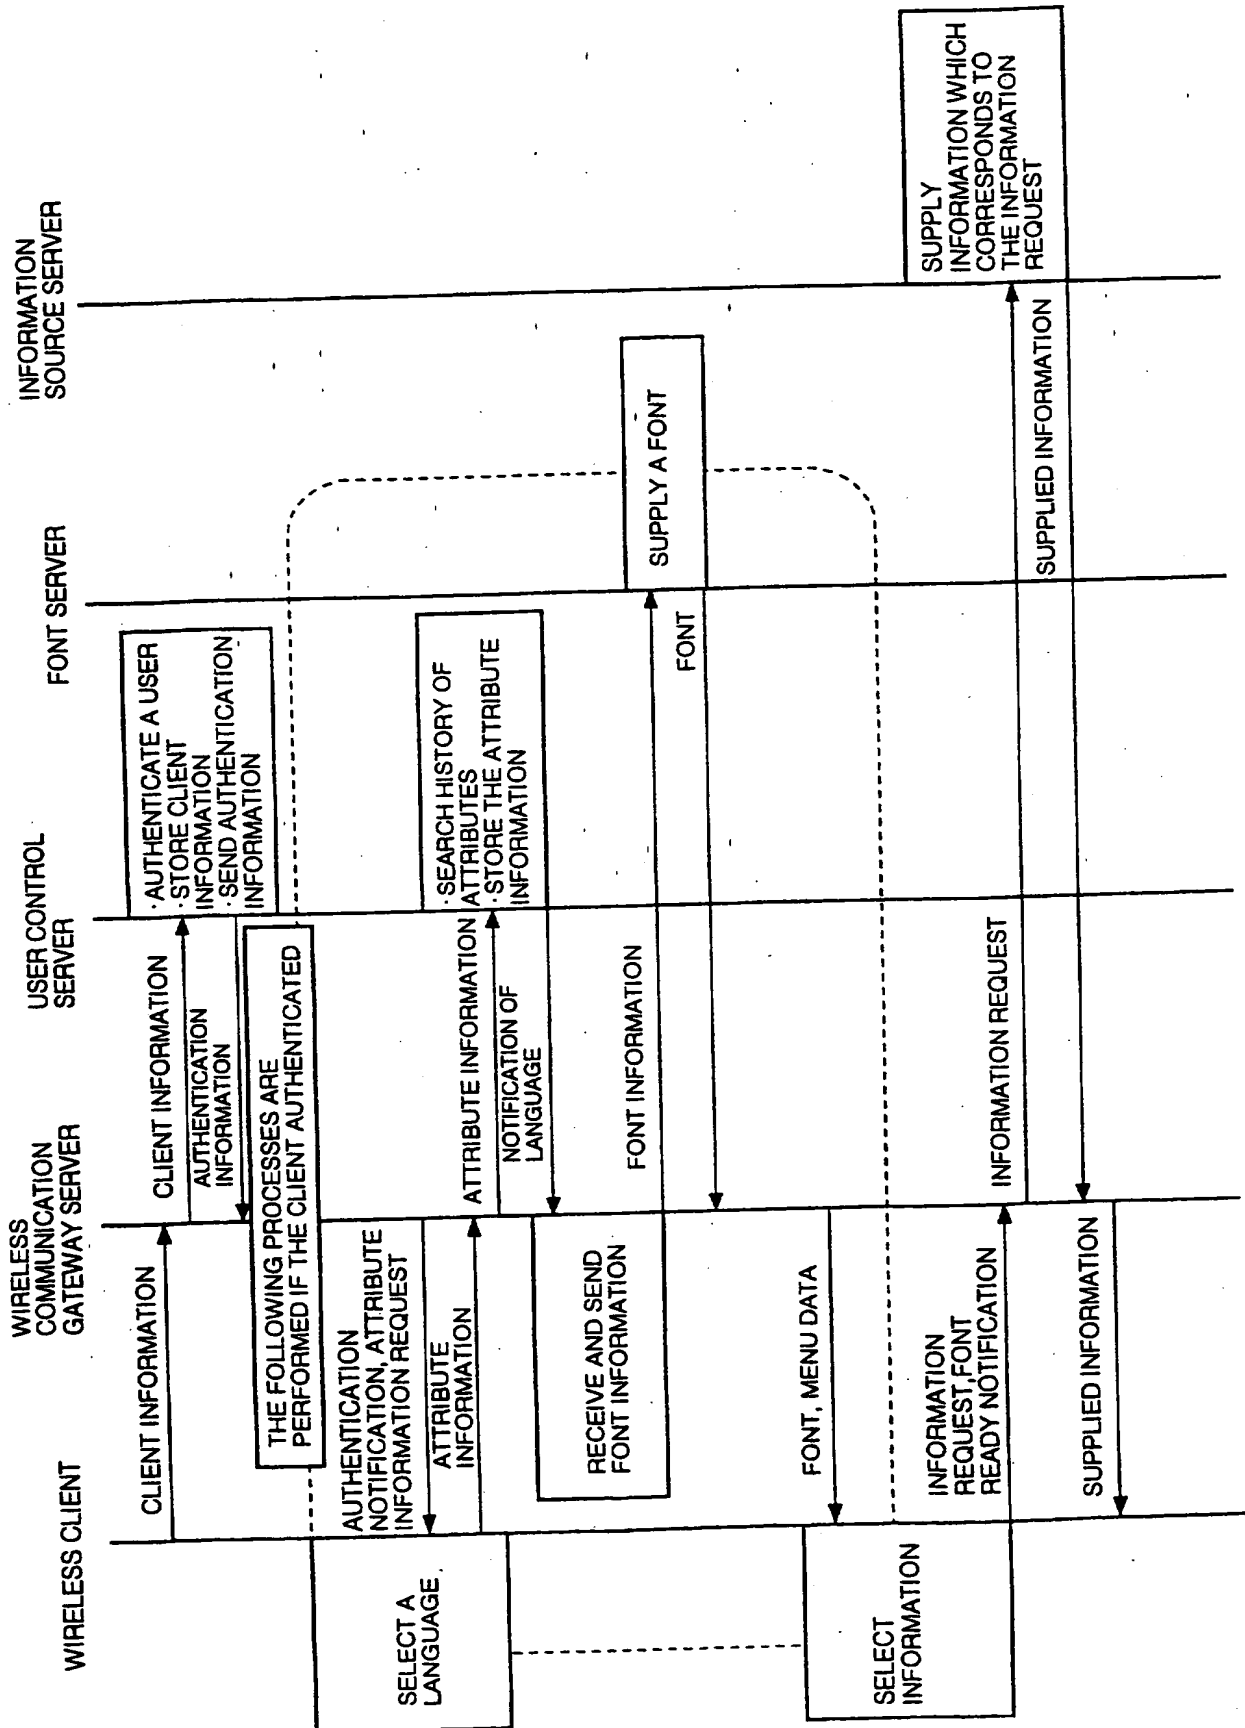 WIRELESS CLIENT
WIRELESS
COMMUNICATION
GATEWAY SERVER
USER CONTROL
SERVER
FONT SERVER
INFORMATION
SOURCE SERVER
CLIENT INFORMATION
CLIENT INFORMATION
· AUTHENTICATE A USER
· STORE CLIENT
INFORMATION
· SEND AUTHENTICATION
INFORMATION
AUTHENTICATION
INFORMATION
THE FOLLOWING PROCESSES ARE
PERFORMED IF THE CLIENT AUTHENTICATED
SELECT A
LANGUAGE
AUTHENTICATION
NOTIFICATION, ATTRIBUTE
INFORMATION REQUEST
ATTRIBUTE
INFORMATION
ATTRIBUTE INFORMATION
· SEARCH HISTORY OF
ATTRIBUTES
· STORE THE ATTRIBUTE
INFORMATION
NOTIFICATION OF
LANGUAGE
RECEIVE AND SEND
FONT INFORMATION
FONT INFORMATION
SUPPLY A FONT
FONT
FONT, MENU DATA
SELECT
INFORMATION
INFORMATION
REQUEST, FONT
READY NOTIFICATION
INFORMATION REQUEST
SUPPLY
INFORMATION WHICH
CORRESPONDS TO
THE INFORMATION
REQUEST
SUPPLIED INFORMATION
SUPPLIED INFORMATION